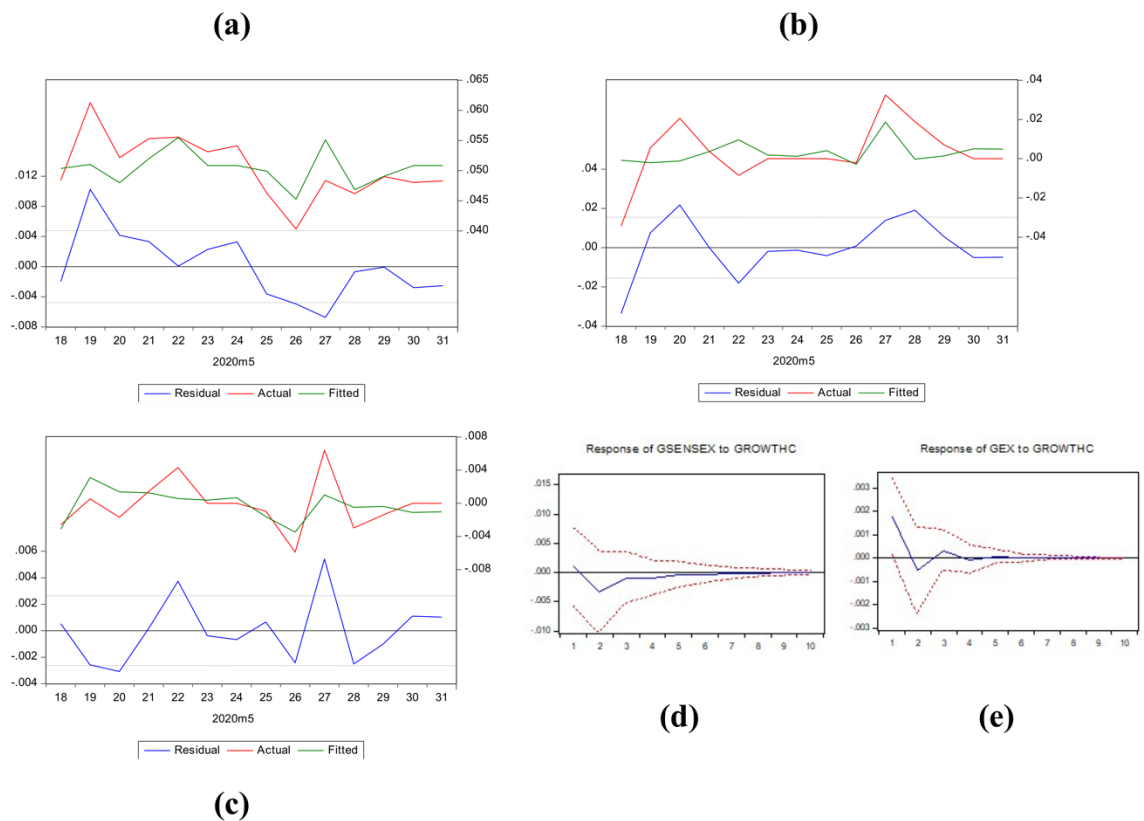 (a)
(b)
.065
.060
.055
.050
.045
.040
.012
.008
.004
.000
-.004
-.008
18 19 20 21 22 23 24 25 26 27 28 29 30 31
2020m5
Residual Actual Fitted
.04
.02
.00
-.02
-.04
.04
.02
.00
-.02
-.04
18 19 20 21 22 23 24 25 26 27 28 29 30 31
2020m5
Residual Actual Fitted
.008
.004
.000
-.004
-.008
.006
.004
.002
.000
-.002
-.004
18 19 20 21 22 23 24 25 26 27 28 29 30 31
2020m5
Residual Actual Fitted
(c)
Response of GSENSEX to GROWTHC
.015
.010
.005
.000
-.005
-.010
1 2 3 4 5 6 7 8 9 10
(d)
Response of GEX to GROWTHC
.003
.002
.001
.000
-.001
-.002
-.003
1 2 3 4 5 6 7 8 9 10
(e)